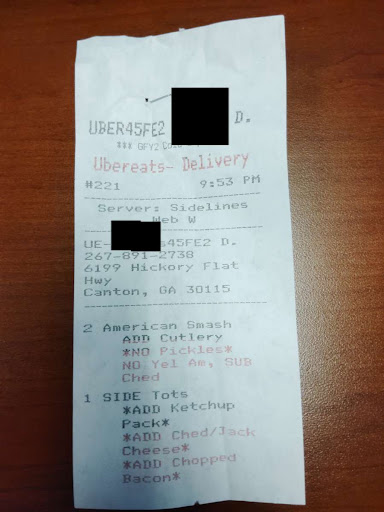 UBER45FE2 D.
*** GFY2
Ubereats- Delivery
#221 9:53 PM
Server: Sidelines
Web W
UE- s45FE2 D.
267-891-2738
6199 Hickory Flat
Hwy
Canton, GA 30115
2 American Smash
ADD Cutlery
*NO Pickles*
NO Yel Am, SUB
Ched
1 SIDE Tots
*ADD Ketchup
Pack*
*ADD Ched/Jack
Cheese*
*ADD Chopped
Bacon*